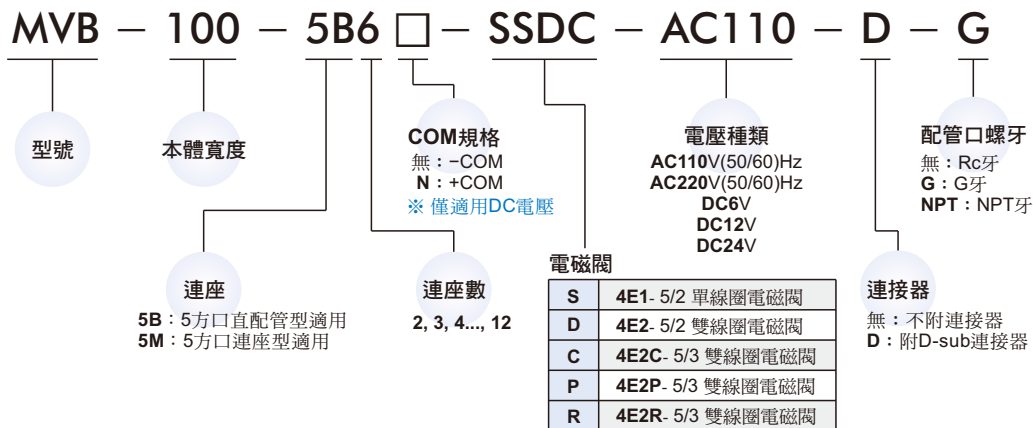 MVB – 100 – 5B6 □ – SSDC – AC110 – D – G
型號
本體寬度
COM規格
無：−COM
N：+COM
※ 僅適用DC電壓
電壓種類
AC110V(50/60)Hz
AC220V(50/60)Hz
DC6V
DC12V
DC24V
配管口螺牙
無：Rc牙
G：G牙
NPT：NPT牙
連座
5B：5方口直配管型適用
5M：5方口連座型適用
連座數
2, 3, 4..., 12
電磁閥
S 4E1- 5/2 單線圈電磁閥
D 4E2- 5/2 雙線圈電磁閥
C 4E2C- 5/3 雙線圈電磁閥
P 4E2P- 5/3 雙線圈電磁閥
R 4E2R- 5/3 雙線圈電磁閥
連接器
無：不附連接器
D：附D-sub連接器